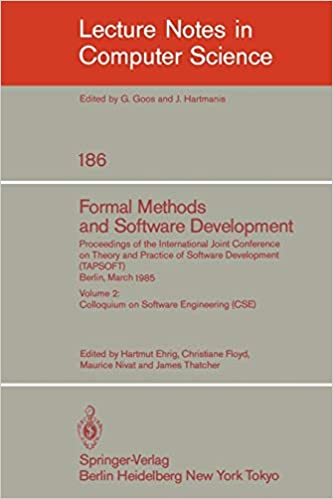 Lecture Notes in
Computer Science
Edited by G. Goos and J. Hartmanis
186
Formal Methods
and Software Development
Proceedings of the International Joint Conference
on Theory and Practice of Software Development
(TAPSOFT)
Berlin, March 1985
Volume 2:
Colloquium on Software Engineering (CSE)
Edited by Hartmut Ehrig, Christiane Floyd,
Maurice Nivat and James Thatcher
Springer-Verlag
Berlin Heidelberg New York Tokyo